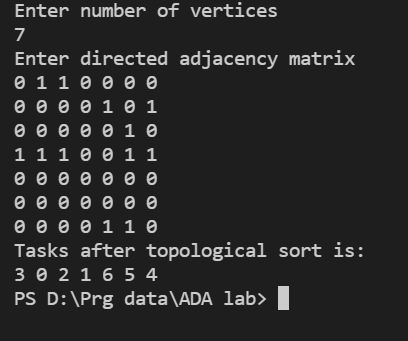 Enter number of vertices
7
Enter directed adjacency matrix
0 1 1 0 0 0 0
0 0 0 0 1 0 1
0 0 0 0 0 1 0
1 1 1 0 0 1 1
0 0 0 0 0 0 0
0 0 0 0 0 0 0
0 0 0 0 1 1 0
Tasks after topological sort is:
3 0 2 1 6 5 4
PS D:\Prg data\ADA lab>